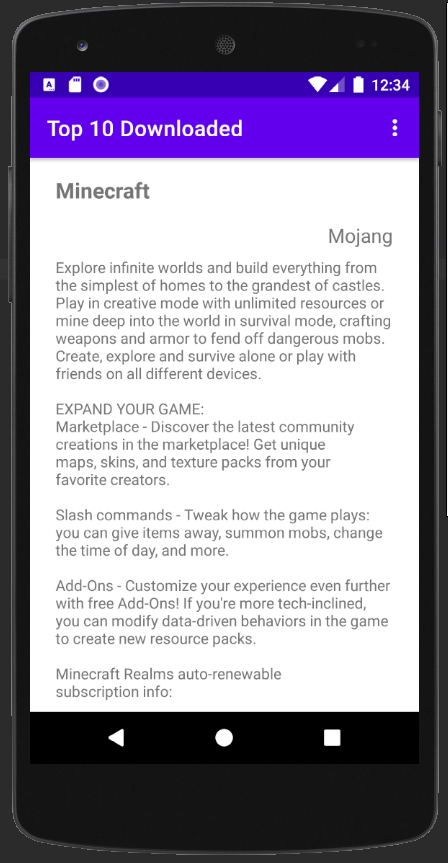 12:34
Top 10 Downloaded
Minecraft
Mojang
Explore infinite worlds and build everything from
the simplest of homes to the grandest of castles.
Play in creative mode with unlimited resources or
mine deep into the world in survival mode, crafting
weapons and armor to fend off dangerous mobs.
Create, explore and survive alone or play with
friends on all different devices.
EXPAND YOUR GAME:
Marketplace - Discover the latest community
creations in the marketplace! Get unique
maps, skins, and texture packs from your
favorite creators.
Slash commands - Tweak how the game plays:
you can give items away, summon mobs, change
the time of day, and more.
Add-Ons - Customize your experience even further
with free Add-Ons! If you're more tech-inclined,
you can modify data-driven behaviors in the game
to create new resource packs.
Minecraft Realms auto-renewable
subscription info: